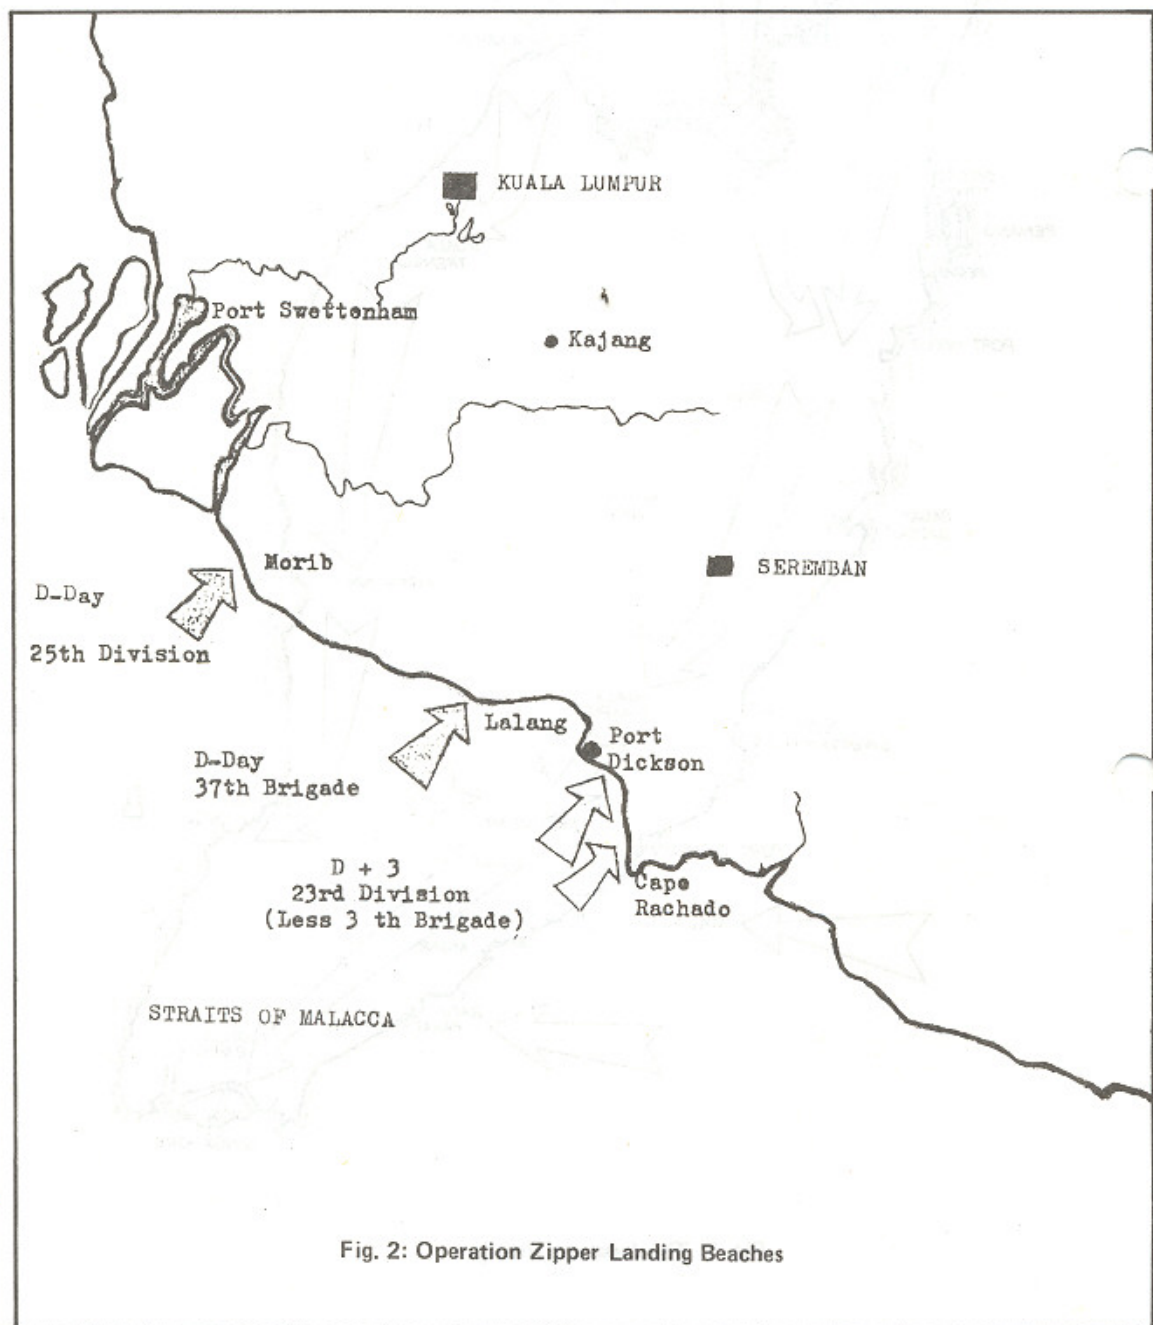 KUALA LUMPUR
Port Swettenham
Kajang
Morib
SEREMBAN
D-Day
25th Division
Lalang
Port
Dickson
D-Day
37th Brigade
D + 3
23rd Division
(Less 3 th Brigade)
Cape
Rachado
STRAITS OF MALACCA
Fig. 2: Operation Zipper Landing Beaches